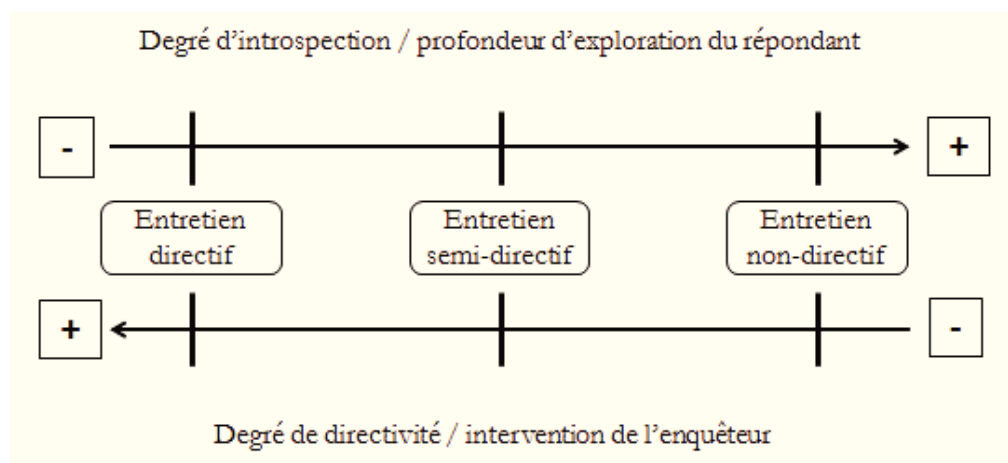 Degré d'introspection / profondeur d'exploration du répondant
-
+
Entretien
directif
Entretien
semi-directif
Entretien
non-directif
+
-
Degré de directivité / intervention de l'enquêteur